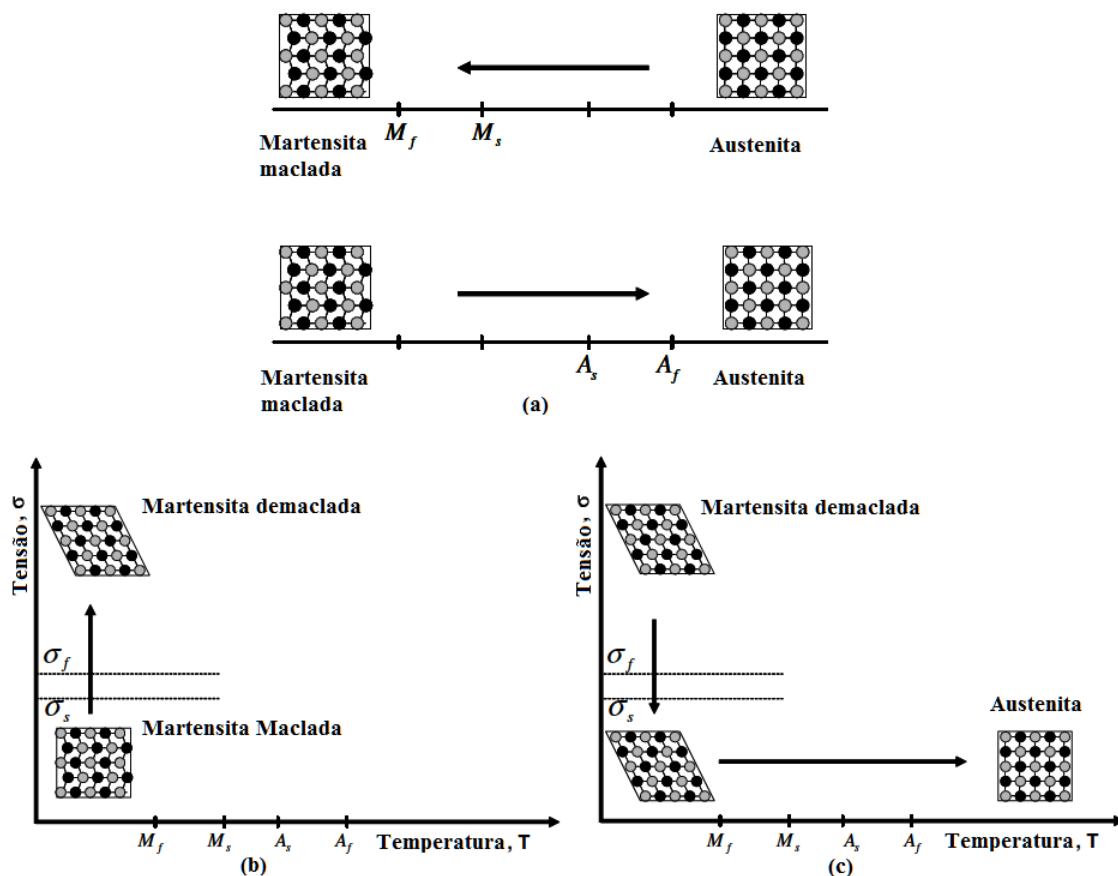 M_f
M_s
Martensita
maclada
Austenita
A_s
A_f
Martensita
maclada
Austenita
(a)
Tensão, σ
Martensita demaclada
σ_f
σ_s
Martensita Maclada
M_f
M_s
A_s
A_f
Temperatura, T
(b)
Tensão, σ
Martensita demaclada
σ_f
σ_s
Austenita
M_f
M_s
A_s
A_f
Temperatura, T
(c)